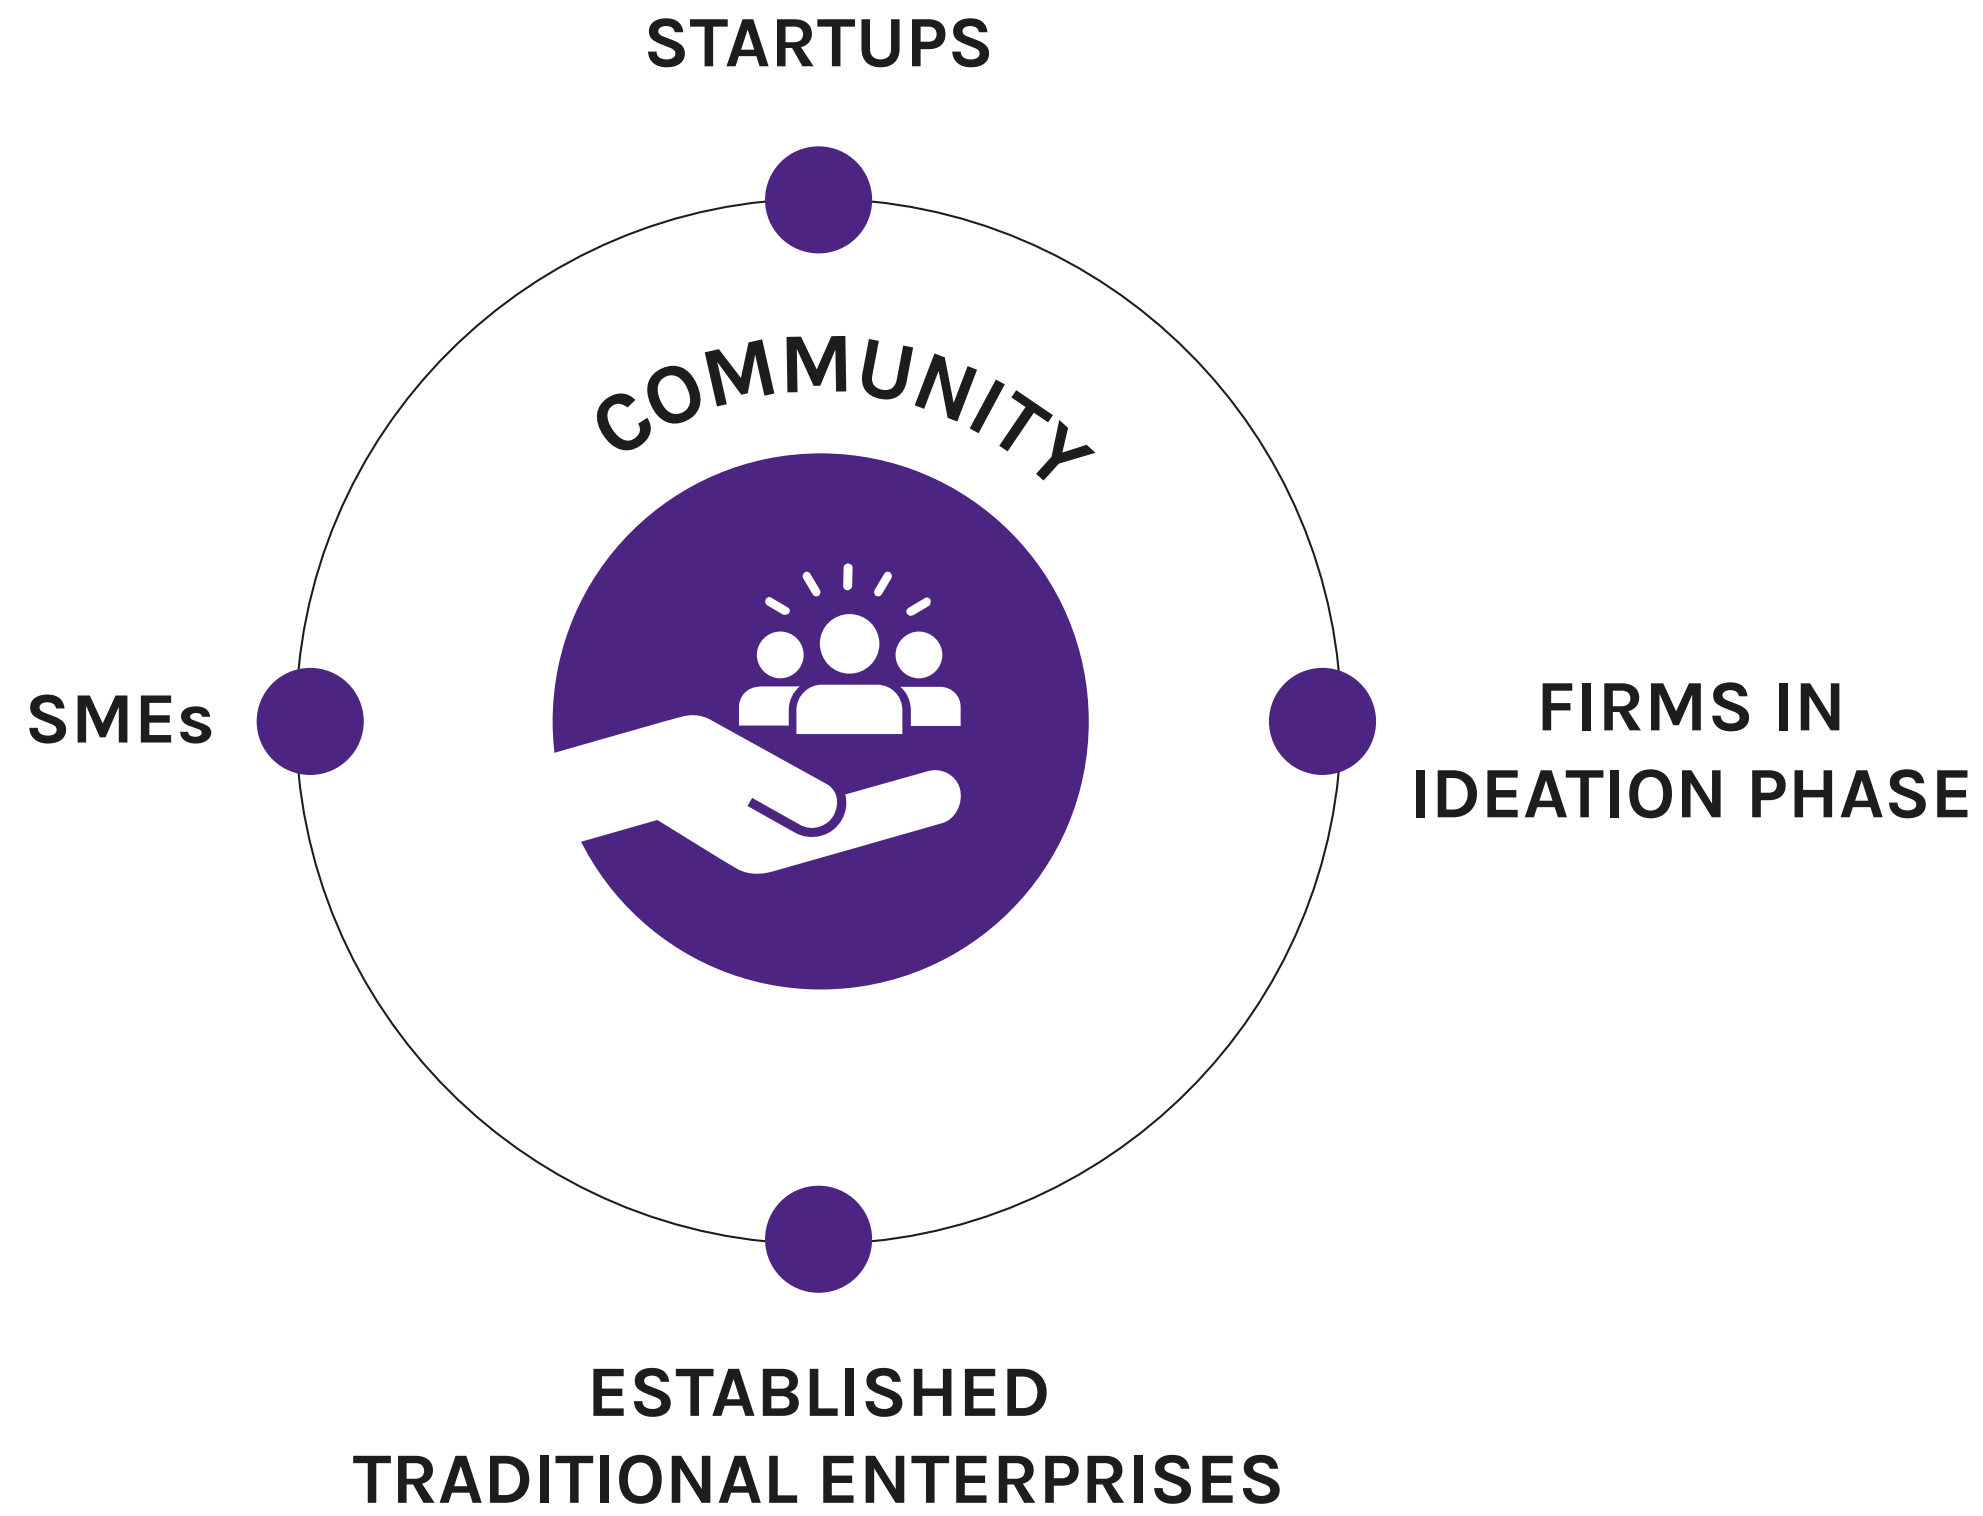 STARTUPS
COMMUNITY
SMEs
FIRMS IN
IDEATION PHASE
ESTABLISHED
TRADITIONAL ENTERPRISES